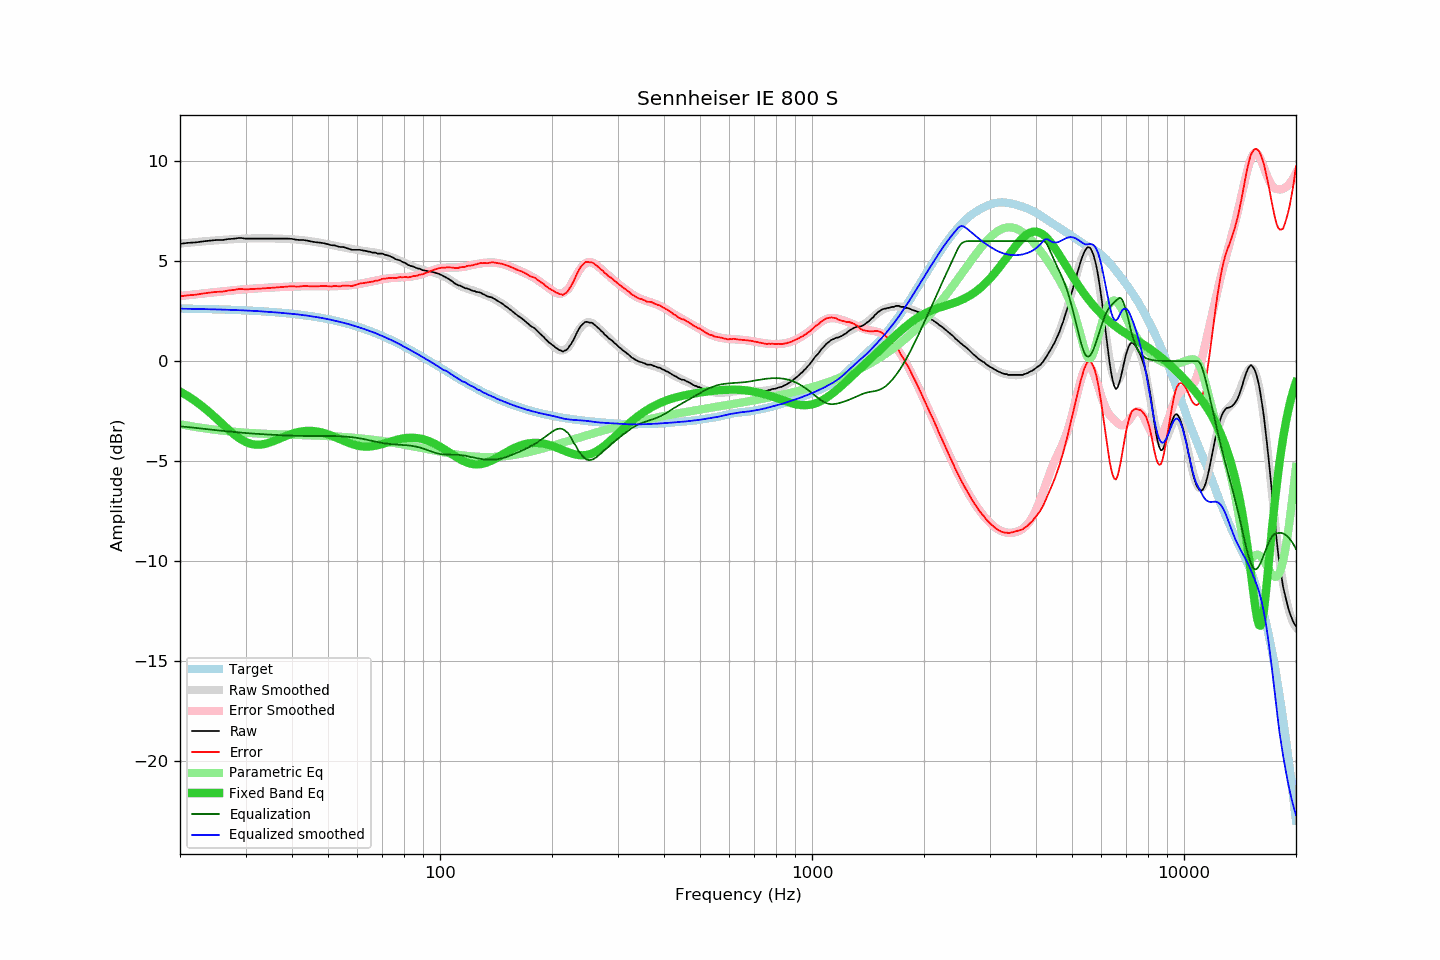 Sennheiser IE 800 S
10
5
0
−5
−10
−15
−20
Amplitude (dBr)
Target
Raw Smoothed
Error Smoothed
Raw
Error
Parametric Eq
Fixed Band Eq
Equalization
Equalized smoothed
100
1000
10000
Frequency (Hz)